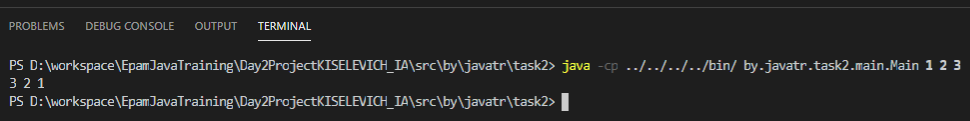 PROBLEMS DEBUG CONSOLE OUTPUT TERMINAL
PS D:\workspace\EpamJavaTraining\Day2ProjectKISELEVICH_IA\src\by\javatr\task2> java -cp ../../../../bin/ by.javatr.task2.main.Main 1 2 3
3 2 1
PS D:\workspace\EpamJavaTraining\Day2ProjectKISELEVICH_IA\src\by\javatr\task2>